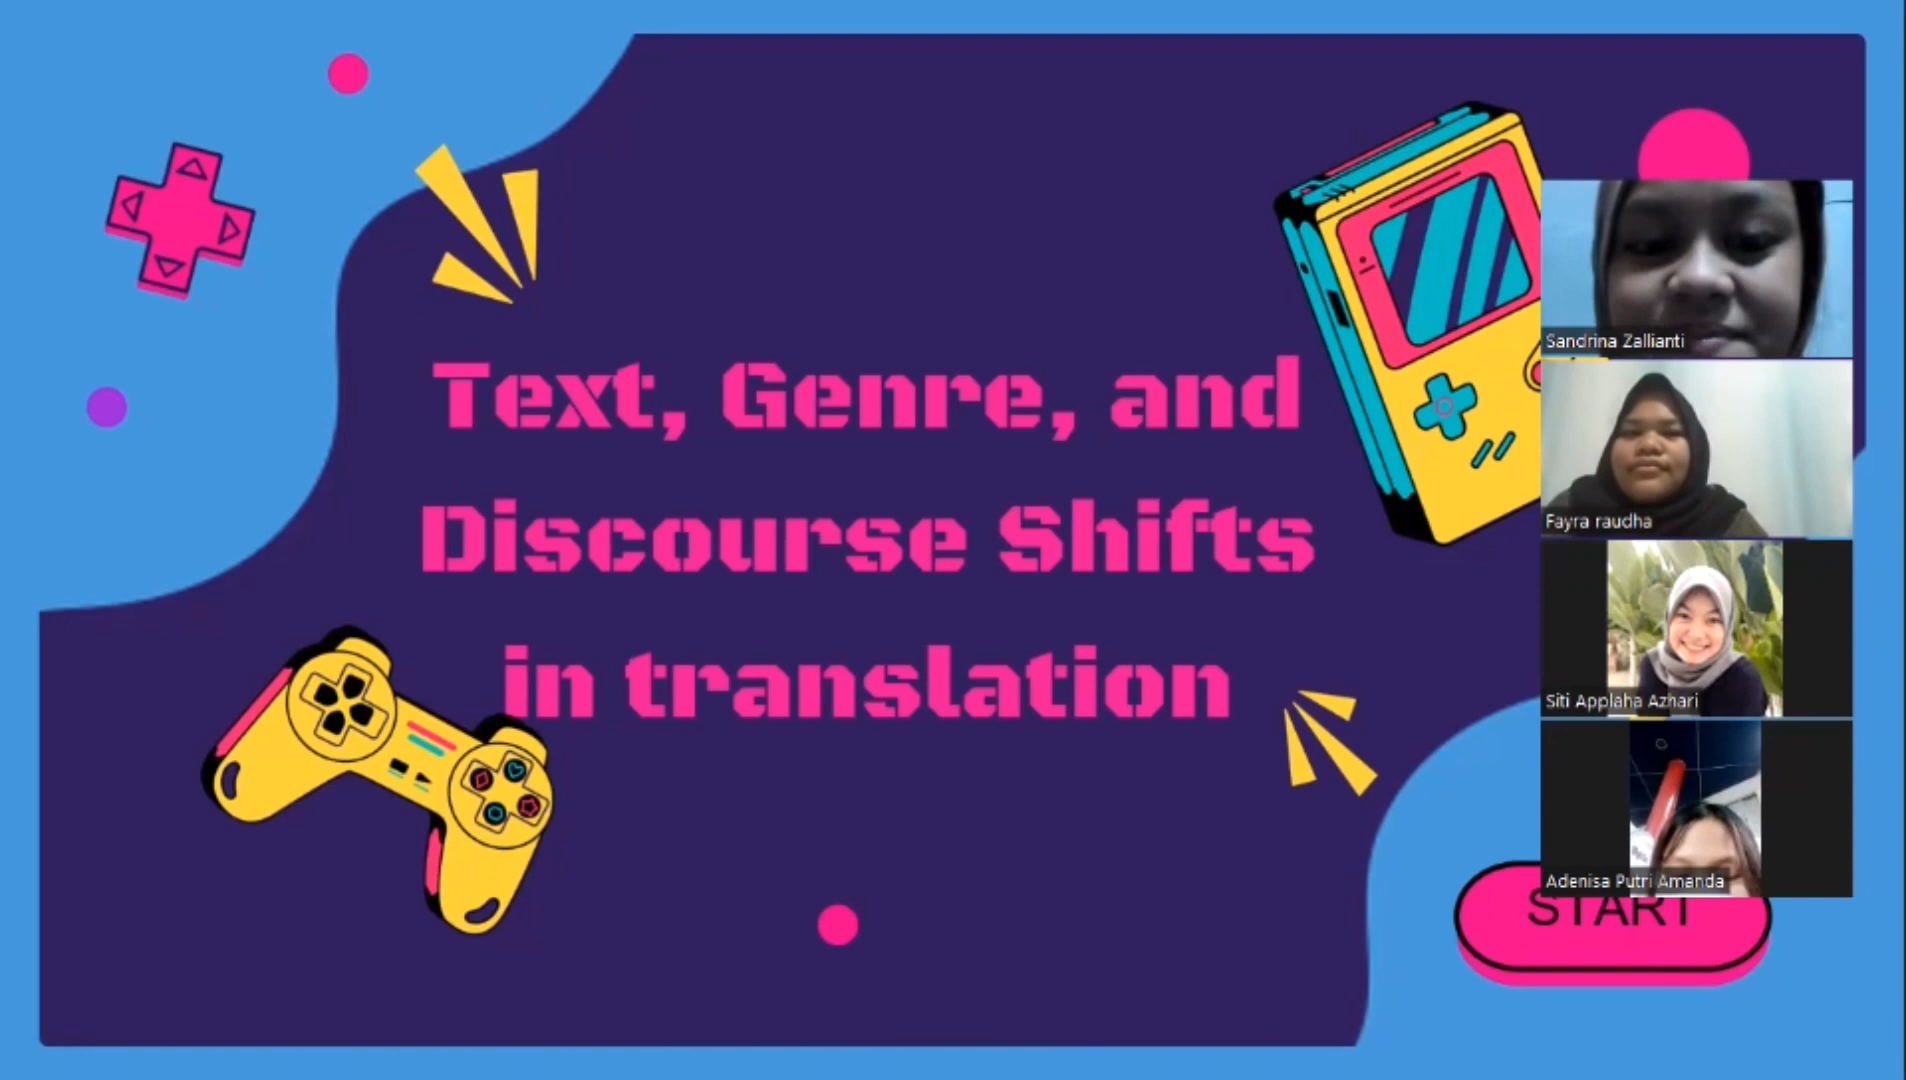 Text, Genre, and
Discourse Shifts
in translation
Sandrina Zallianti
Fayra raudha
Siti Applaha Azhari
Adenisa Putri Amanda
START